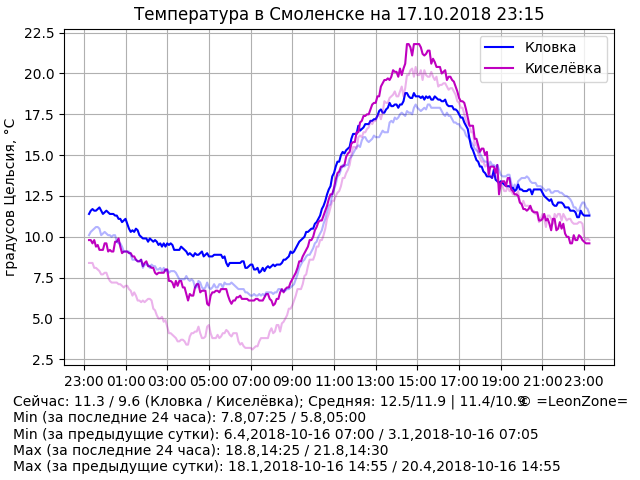 Температура в Смоленске на 17.10.2018 23:15
22.5
20.0
17.5
15.0
12.5
10.0
7.5
5.0
2.5
градусов Цельсия, °C
Кловка
Киселёвка
23:00 01:00 03:00 05:00 07:00 09:00 11:00 13:00 15:00 17:00 19:00 21:00 23:00
Сейчас: 11.3 / 9.6 (Кловка / Киселёвка); Средняя: 12.5/11.9 | 11.4/10.9 © =LeonZone=
Min (за последние 24 часа): 7.8,07:25 / 5.8,05:00
Min (за предыдущие сутки): 6.4,2018-10-16 07:00 / 3.1,2018-10-16 07:05
Max (за последние 24 часа): 18.8,14:25 / 21.8,14:30
Max (за предыдущие сутки): 18.1,2018-10-16 14:55 / 20.4,2018-10-16 14:55